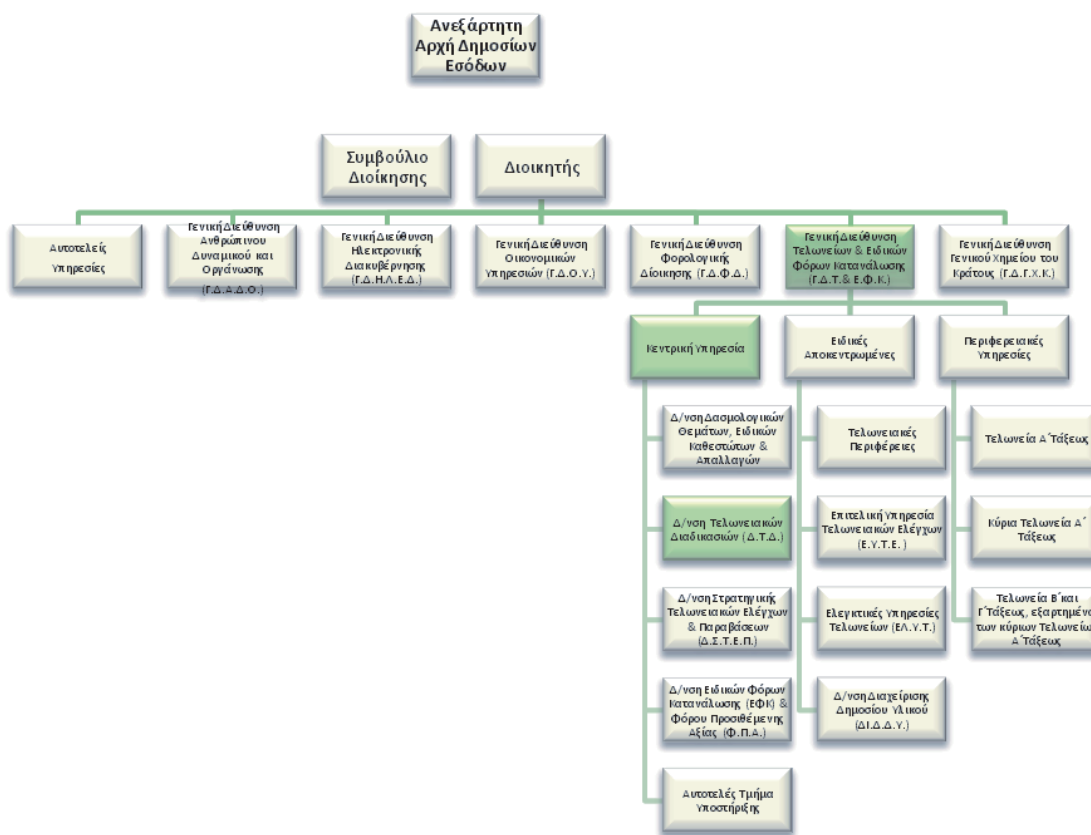 Ανεξάρτητη
Αρχή Δημοσίων
Εσόδων
Συμβούλιο
Διοίκησης
Διοικητής
Αυτοτελείς
Υπηρεσίες
Γενική Διεύθυνση
Ανθρώπινου
Δυναμικού και
Οργάνωσης
(Γ.Δ.Α.Δ.Ο.)
Γενική Διεύθυνση
Ηλεκτρονικής
Διακυβέρνησης
(Γ.Δ.ΗΛ.Ε.Δ.)
Γενική Διεύθυνση
Οικονομικών
Υπηρεσιών (Γ.Δ.Ο.Υ.)
Γενική Διεύθυνση
Φορολογικής
Δίοικησης (Γ.Δ.Φ.Δ.)
Γενική Διεύθυνση
Τελωνείων & Ειδικών
Φόρων Κατανάλωσης
(Γ.Δ.Τ.& Ε.Φ.Κ.)
Γενική Διεύθυνση
Γενικού Χημείου του
Κράτους (Γ.Δ.Γ.Χ.Κ.)
Κεντρική Υπηρεσία
Ειδικές
Αποκεντρωμένες
Περιφερειακές
Υπηρεσίες
Δ/νση Δασμολογικών
Θεμάτων, Ειδικών
Καθεστώτων &
Απαλλαγών
Τελωνειακές
Περιφέρειες
Τελωνεία Α΄Τάξεως
Δ/νση Τελωνειακών
Διαδικασιών (Δ.Τ.Δ.)
Επιτελική Υπηρεσία
Τελωνειακών Ελέγχων
(Ε.Υ.Τ.Ε. )
Κύρια Τελωνεία Α΄
Τάξεως
Δ/νση Στρατηγικής
Τελωνειακών Ελέγχων
& Παραβάσεων
(Δ.Σ.Τ.Ε.Π.)
Ελεγκτικές Υπηρεσίες
Τελωνείων (ΕΛ.Υ.Τ.)
Τελωνεία Β΄και
Γ΄Τάξεως, εξαρτημένα
των κύριων Τελωνείων
Α΄Τάξεως
Δ/νση Ειδικών Φόρων
Κατανάλωσης (ΕΦΚ) &
Φόρου Προσιθέμενης
Αξίας (Φ.Π.Α.)
Δ/νση Διαχείρισης
Δημοσίου Υλικού
(ΔΙ.Δ.Δ.Υ.)
Αυτοτελές Τμήμα
Υποστήριξης